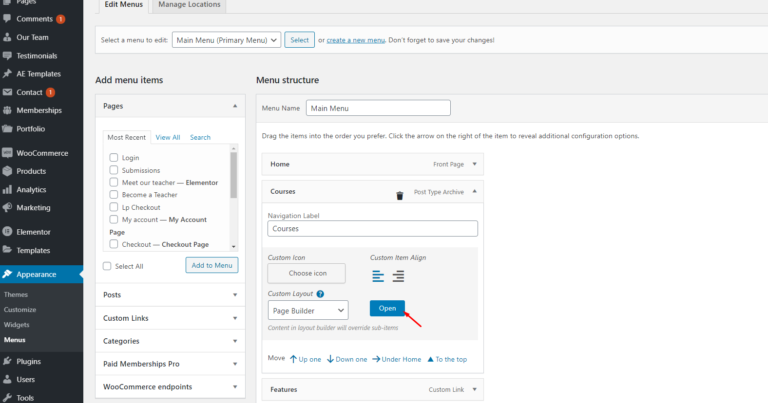 Pages
Comments 1
Our Team
Testimonials
AE Templates
Contact 1
Memberships
Portfolio
WooCommerce
Products
Analytics
Marketing
Elementor
Templates
Appearance
Themes
Customize
Widgets
Menus
Plugins
Users
Tools
Edit Menus Manage Locations
Select a menu to edit: Main Menu (Primary Menu) Select or create a new menu. Don't forget to save your changes!
Add menu items
Pages
Most Recent View All Search
Login
Submissions
Meet our teacher — Elementor
Become a Teacher
Lp Checkout
My account — My Account
Page
Checkout — Checkout Page
Select All Add to Menu
Posts
Custom Links
Categories
Paid Memberships Pro
WooCommerce endpoints
Menu structure
Menu Name Main Menu
Drag the items into the order you prefer. Click the arrow on the right of the item to reveal additional configuration options.
Home Front Page
Courses Post Type Archive
Navigation Label
Courses
Custom Icon Custom Item Align
Choose icon
Custom Layout ?
Page Builder Open
Content in layout builder will override sub-items
Move Up one Down one Under Home To the top
Features Custom Link